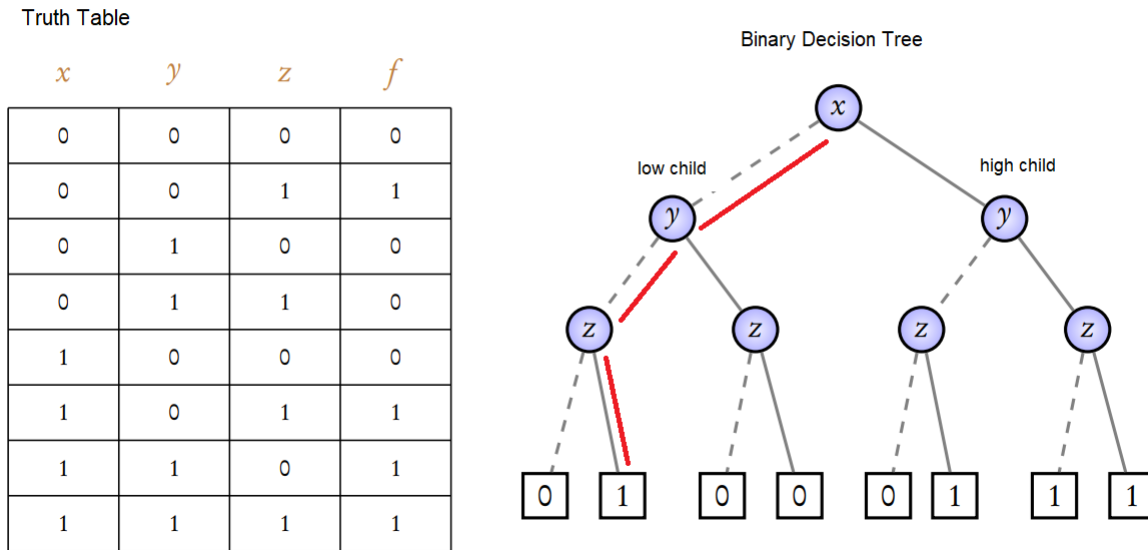 Truth Table
x y z f
0 0 0 0
0 0 1 1
0 1 0 0
0 1 1 0
1 0 0 0
1 0 1 1
1 1 0 1
1 1 1 1
Binary Decision Tree
x
low child
high child
y y
z z z z
0 1 0 0 0 1 1 1